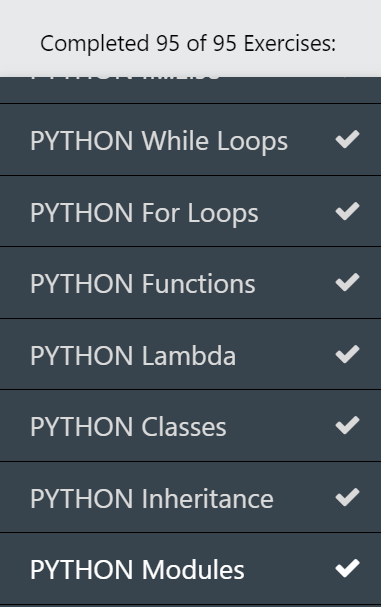 Completed 95 of 95 Exercises:
PYTHON While Loops
PYTHON For Loops
PYTHON Functions
PYTHON Lambda
PYTHON Classes
PYTHON Inheritance
PYTHON Modules